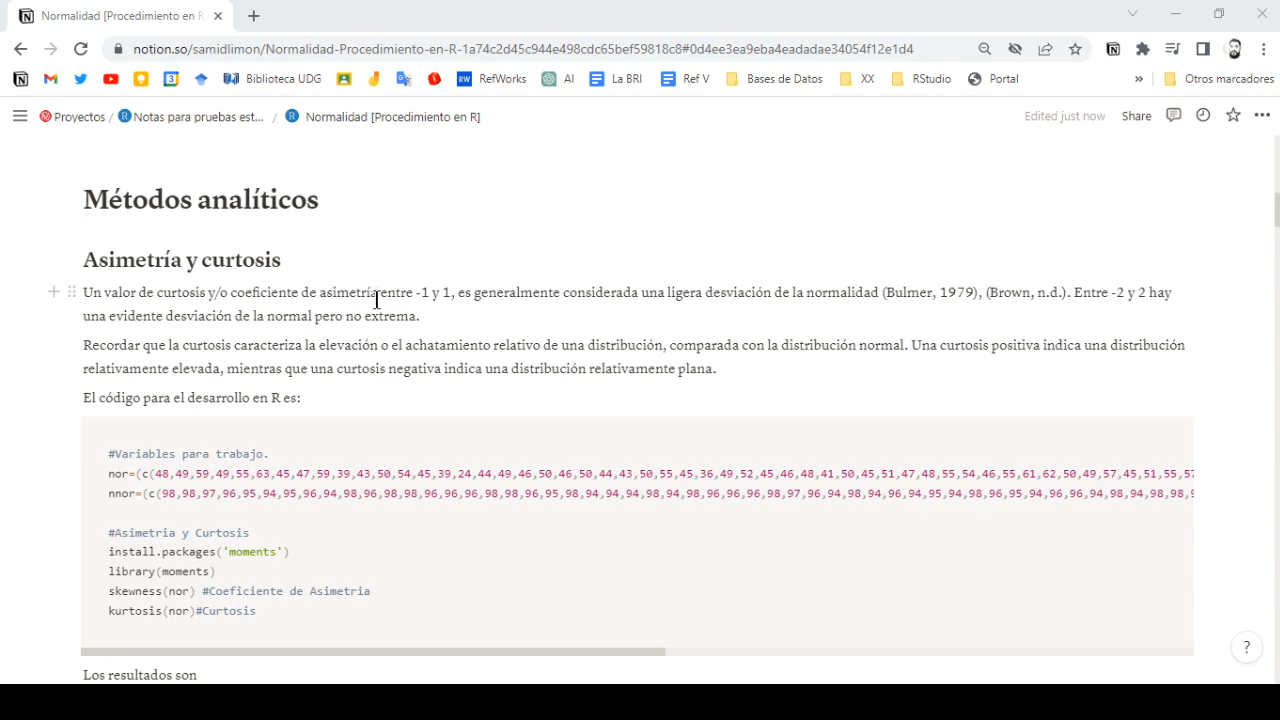 Normalidad [Procedimiento en R
notion.so/samidlimon/Normalidad-Procedimiento-en-R-1a74c2d45c944e498cdc65bef59818c8#0d4ee3ea9eba4eadadae34054f12e1d4
Biblioteca UDG
RefWorks
AI
La BRI
Ref V
Bases de Datos
XX
RStudio
Portal
»
Otros marcadores
Proyectos / Notas para pruebas est... / Normalidad [Procedimiento en R]
Edited just now
Share
Métodos analíticos
Asimetría y curtosis
Un valor de curtosis y/o coeficiente de asimetría entre -1 y 1, es generalmente considerada una ligera desviación de la normalidad (Bulmer, 1979), (Brown, n.d.). Entre -2 y 2 hay
una evidente desviación de la normal pero no extrema.
Recordar que la curtosis caracteriza la elevación o el achatamiento relativo de una distribución, comparada con la distribución normal. Una curtosis positiva indica una distribución
relativamente elevada, mientras que una curtosis negativa indica una distribución relativamente plana.
El código para el desarrollo en R es:
#Variables para trabajo.
nor=(c(48,49,59,49,55,63,45,47,59,39,43,50,54,45,39,24,44,49,46,50,46,50,44,43,50,55,45,36,49,52,45,46,48,41,50,45,51,47,48,55,54,46,55,61,62,50,49,57,45,51,55,57
nnor=(c(98,98,97,96,95,94,95,96,94,98,96,98,98,96,96,96,98,98,96,95,98,94,94,94,98,94,98,96,96,96,98,97,96,94,98,94,96,94,95,94,98,96,95,94,96,96,94,98,94,98,98,9
#Asimetria y Curtosis
install.packages('moments')
library(moments)
skewness(nor) #Coeficiente de Asimetria
kurtosis(nor)#Curtosis
Los resultados son
?